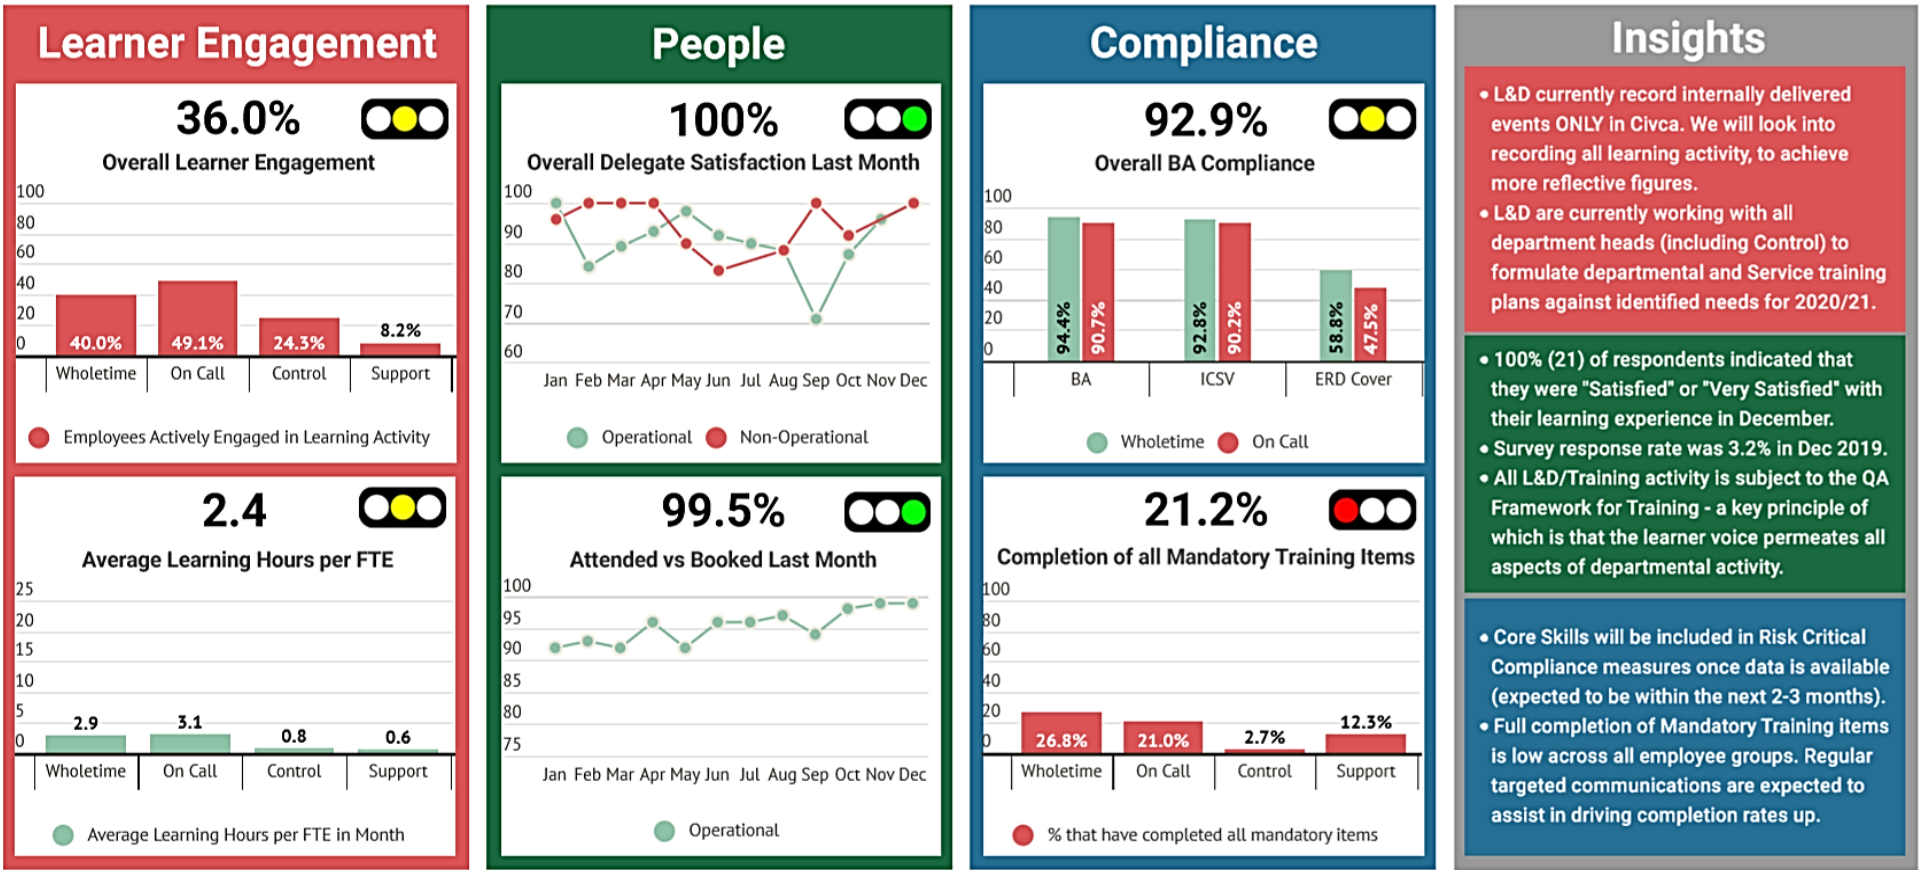 Learner Engagement
36.0%
Overall Learner Engagement
100
80
60
40
20
0
40.0%
49.1%
24.3%
8.2%
Wholetime
On Call
Control
Support
Employees Actively Engaged in Learning Activity
2.4
Average Learning Hours per FTE
25
20
15
10
5
0
2.9
3.1
0.8
0.6
Wholetime
On Call
Control
Support
Average Learning Hours per FTE in Month
People
100%
Overall Delegate Satisfaction Last Month
100
90
80
70
60
Jan Feb Mar Apr May Jun Jul Aug Sep Oct Nov Dec
Operational
Non-Operational
99.5%
Attended vs Booked Last Month
100
95
90
85
80
75
Jan Feb Mar Apr May Jun Jul Aug Sep Oct Nov Dec
Operational
Compliance
92.9%
Overall BA Compliance
100
80
60
40
20
0
94.4%
90.7%
92.8%
90.2%
58.8%
47.5%
BA
ICSV
ERD Cover
Wholetime
On Call
21.2%
Completion of all Mandatory Training Items
100
80
60
40
20
0
26.8%
21.0%
2.7%
12.3%
Wholetime
On Call
Control
Support
% that have completed all mandatory items
Insights
• L&D currently record internally delivered
events ONLY in Civca. We will look into
recording all learning activity, to achieve
more reflective figures.
• L&D are currently working with all
department heads (including Control) to
formulate departmental and Service training
plans against identified needs for 2020/21.
• 100% (21) of respondents indicated that
they were "Satisfied" or "Very Satisfied" with
their learning experience in December.
• Survey response rate was 3.2% in Dec 2019.
• All L&D/Training activity is subject to the QA
Framework for Training - a key principle of
which is that the learner voice permeates all
aspects of departmental activity.
• Core Skills will be included in Risk Critical
Compliance measures once data is available
(expected to be within the next 2-3 months).
• Full completion of Mandatory Training items
is low across all employee groups. Regular
targeted communications are expected to
assist in driving completion rates up.